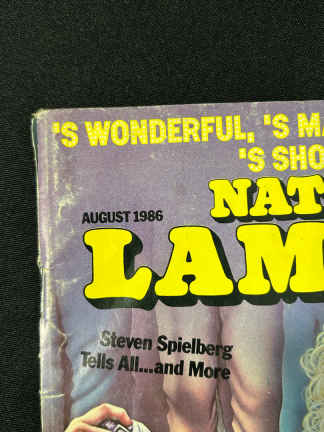 'S WONDERFUL, 'S MA
'S SHO
NAT
AUGUST 1986
LAM
Steven Spielberg
Tells All...and More